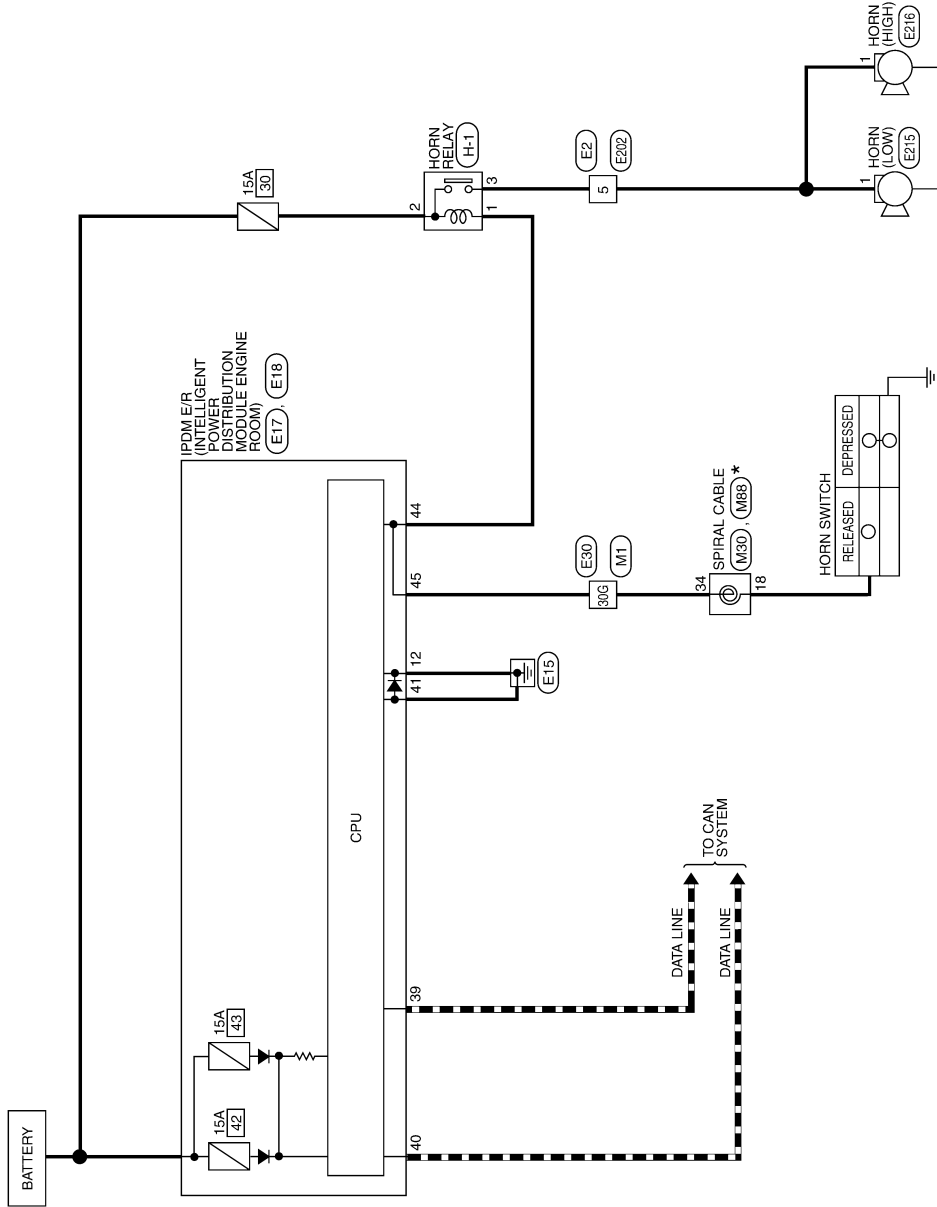 BATTERY
15A
42
15A
43
CPU
40
39
41
12
45
44
IPDM E/R
(INTELLIGENT
POWER
DISTRIBUTION
MODULE ENGINE
ROOM)
E17 , E18
DATA LINE
DATA LINE
TO CAN
SYSTEM
E15
30G
E30
M1
34
18
SPIRAL CABLE
M30 , M88 *
HORN SWITCH
RELEASED
DEPRESSED
15A
30
2
1
3
HORN
RELAY
H-1
5
E2
E202
1
HORN
(LOW)
E215
1
HORN
(HIGH)
E216